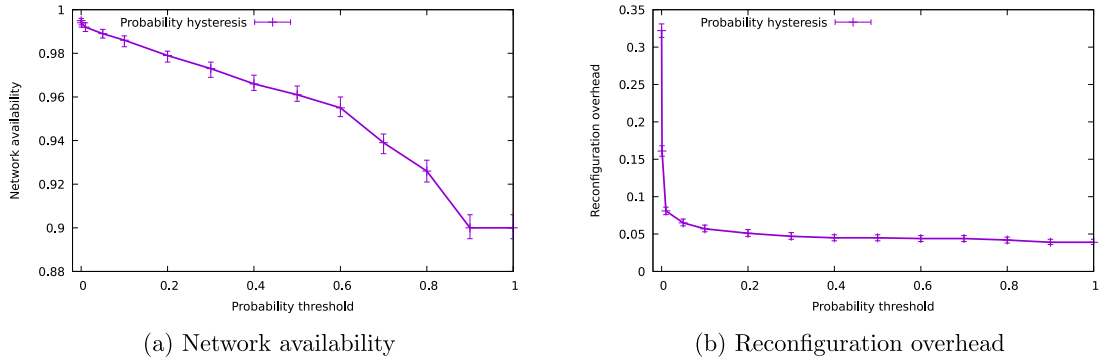 Probability hysteresis
1
0.98
0.96
0.94
0.92
0.9
0.88
Network availability
0 0.2 0.4 0.6 0.8 1
Probability threshold
(a) Network availability
Probability hysteresis
0.35
0.3
0.25
0.2
0.15
0.1
0.05
0
Reconfiguration overhead
0 0.2 0.4 0.6 0.8 1
Probability threshold
(b) Reconfiguration overhead